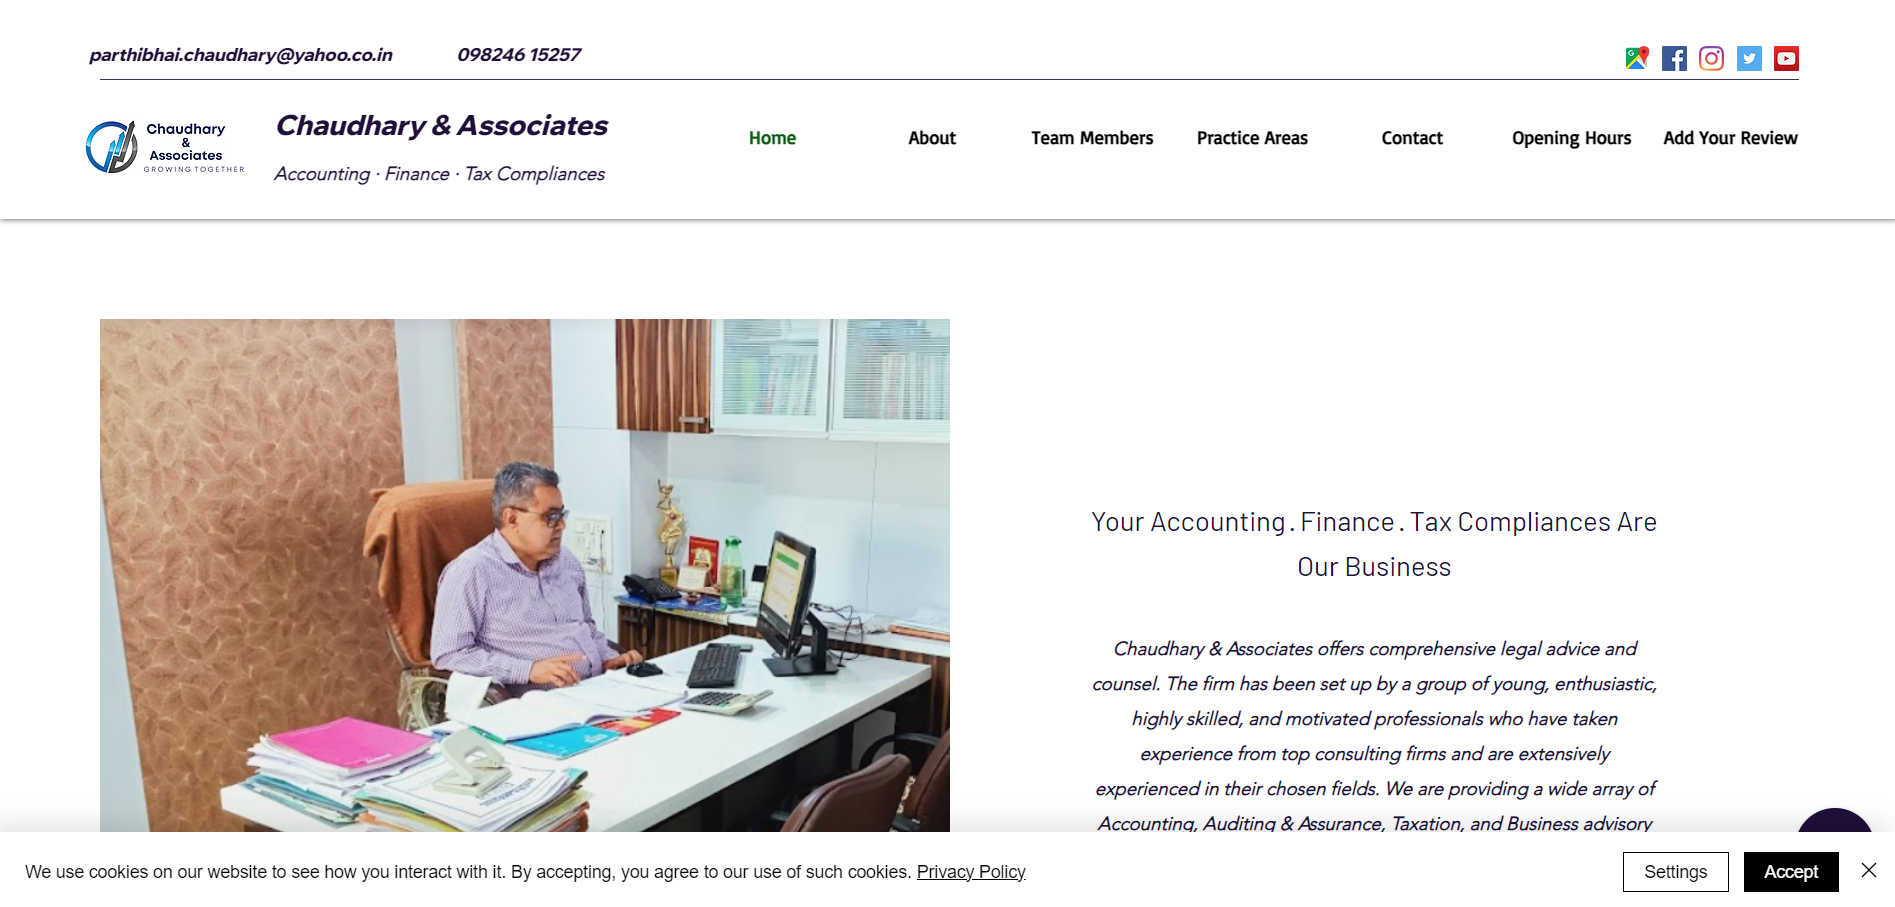 parthibhai.chaudhary@yahoo.co.in
098246 15257
Chaudhary
&
Associates
GROWING TOGETHER
Chaudhary & Associates
Accounting · Finance · Tax Compliances
Home
About
Team Members
Practice Areas
Contact
Opening Hours
Add Your Review
Your Accounting . Finance . Tax Compliances Are
Our Business
Chaudhary & Associates offers comprehensive legal advice and
counsel. The firm has been set up by a group of young, enthusiastic,
highly skilled, and motivated professionals who have taken
experience from top consulting firms and are extensively
experienced in their chosen fields. We are providing a wide array of
Accounting, Auditing & Assurance, Taxation, and Business advisory
We use cookies on our website to see how you interact with it. By accepting, you agree to our use of such cookies. Privacy Policy
Settings
Accept